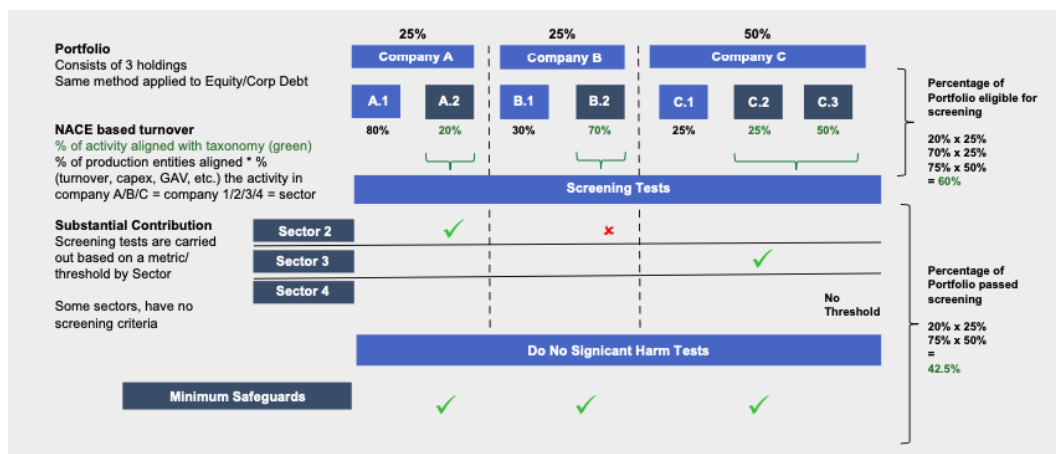 25%
25%
50%
Portfolio
Consists of 3 holdings
Same method applied to Equity/Corp Debt
Company A
Company B
Company C
A.1
A.2
B.1
B.2
C.1
C.2
C.3
80%
20%
30%
70%
25%
25%
50%
Percentage of
Portfolio eligible for
screening
20% x 25%
70% x 25%
75% x 50%
= 60%
NACE based turnover
% of activity aligned with taxonomy (green)
% of production entities aligned * %
(turnover, capex, GAV, etc.) the activity in
company A/B/C = company 1/2/3/4 = sector
Screening Tests
Substantial Contribution
Screening tests are carried
out based on a metric/
threshold by Sector
Some sectors, have no
screening criteria
Sector 2
Sector 3
Sector 4
No
Threshold
Percentage of
Portfolio passed
screening
20% x 25%
75% x 50%
=
42.5%
Do No Signicant Harm Tests
Minimum Safeguards